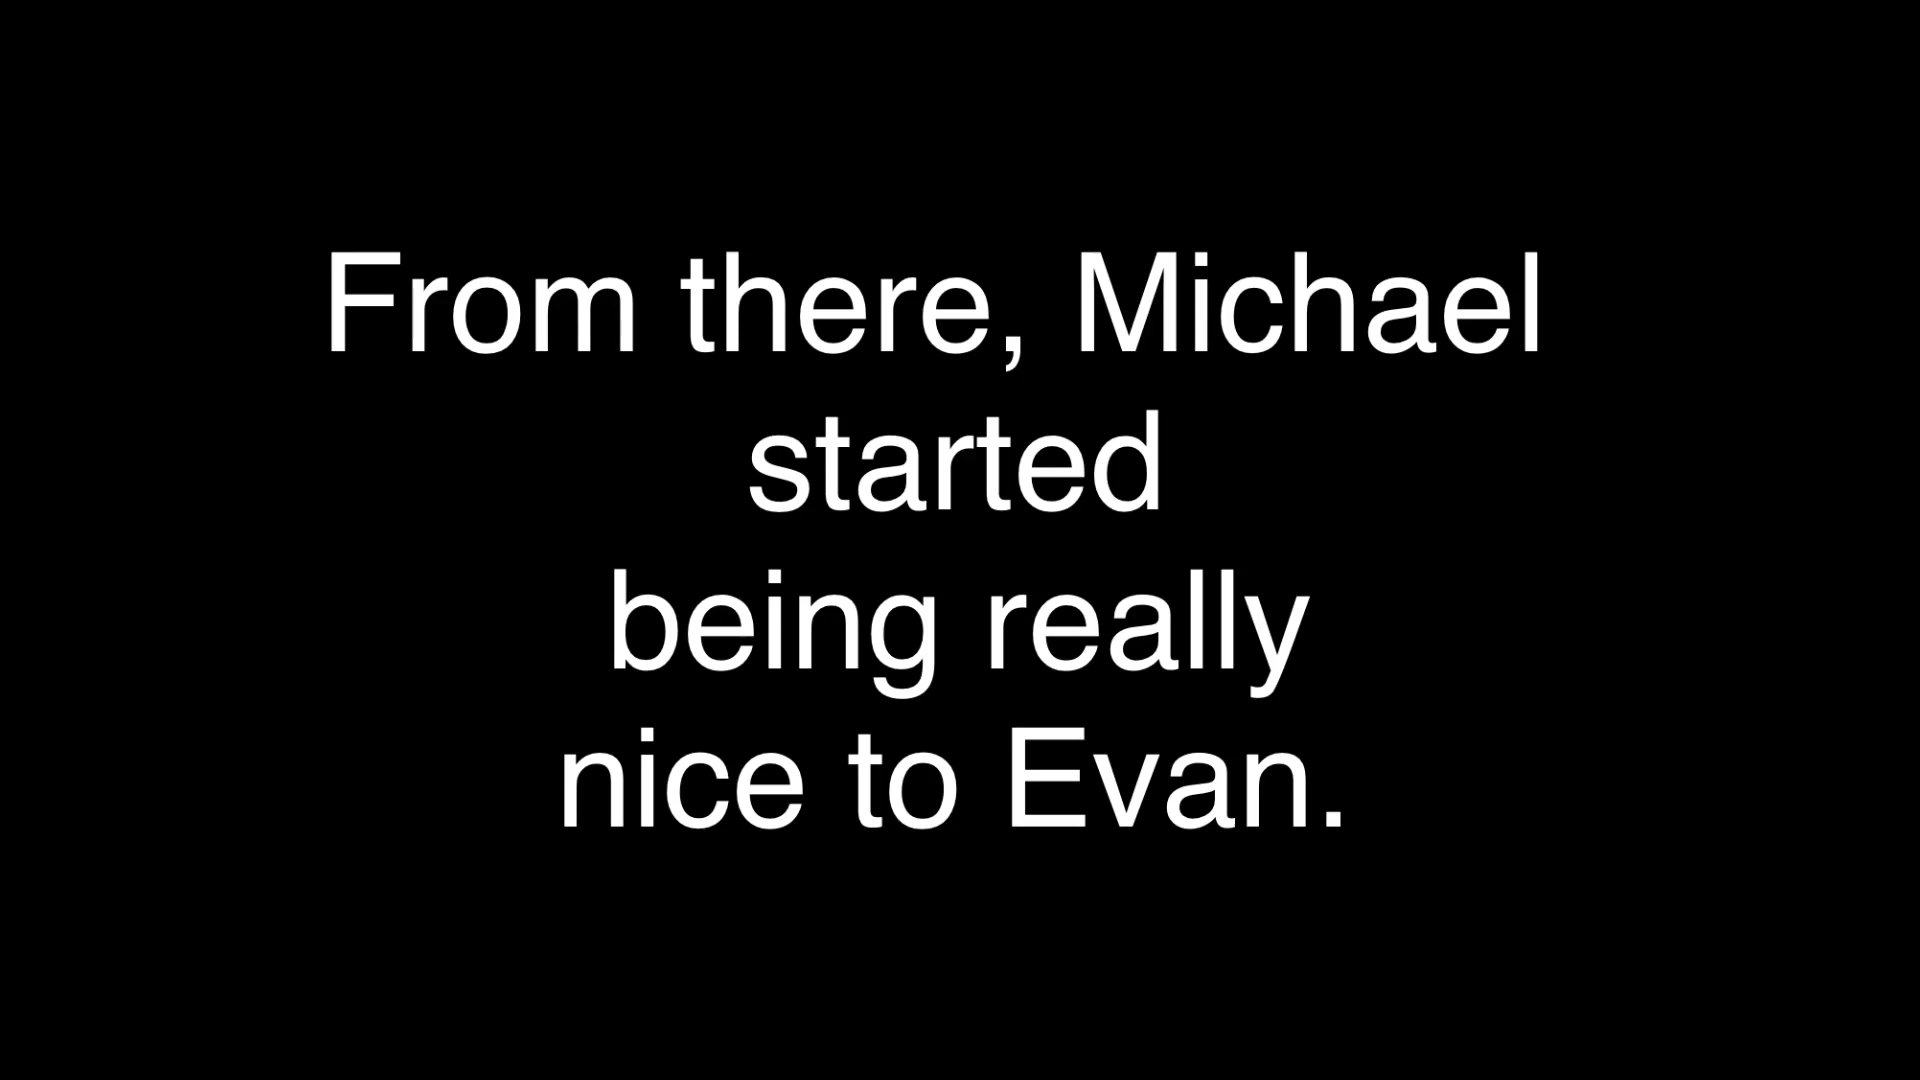 From there, Michael
started
being really
nice to Evan.